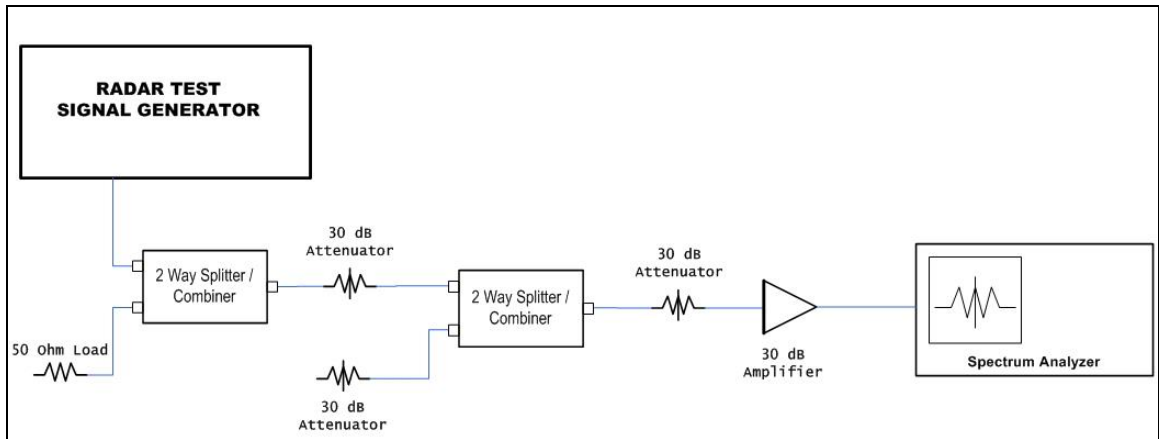 RADAR TEST
SIGNAL GENERATOR
30 dB
Attenuator
30 dB
Attenuator
2 Way Splitter /
Combiner
2 Way Splitter /
Combiner
50 Ohm Load
30 dB
Attenuator
30 dB
Amplifier
Spectrum Analyzer